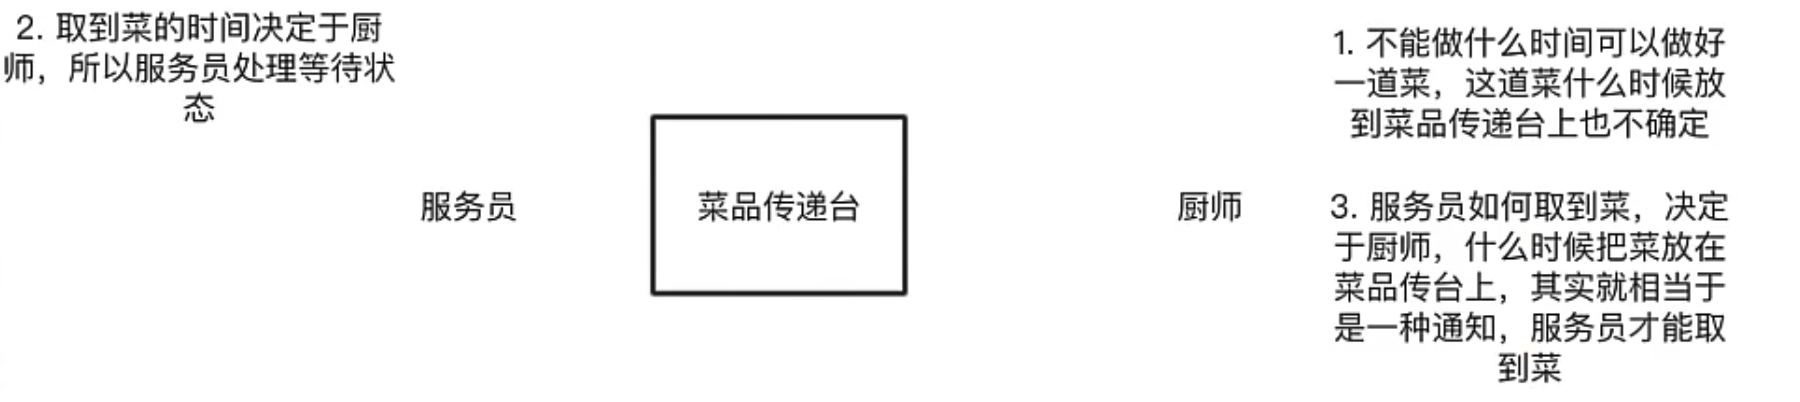 2. 取到菜的时间决定于厨
师，所以服务员处理等待状
态
服务员
菜品传递台
厨师
1. 不能做什么时间可以做好
一道菜，这道菜什么时候放
到菜品传递台上也不确定
3. 服务员如何取到菜，决定
于厨师，什么时候把菜放在
菜品传台上，其实就相当于
是一种通知，服务员才能取
到菜